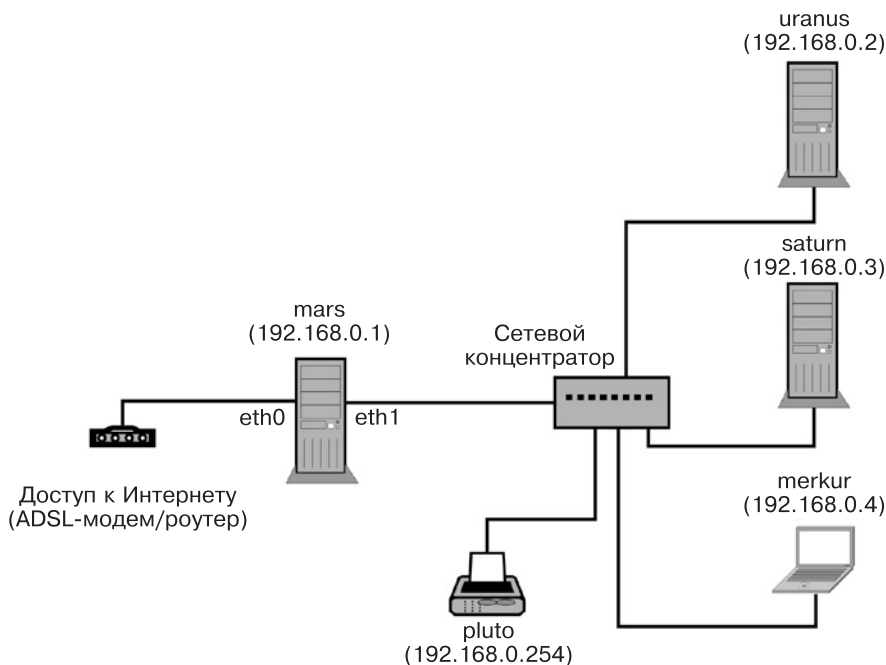 uranus
(192.168.0.2)
saturn
(192.168.0.3)
mars
(192.168.0.1)
Сетевой
концентратор
eth0
eth1
Доступ к Интернету
(ADSL-модем/роутер)
merkur
(192.168.0.4)
pluto
(192.168.0.254)